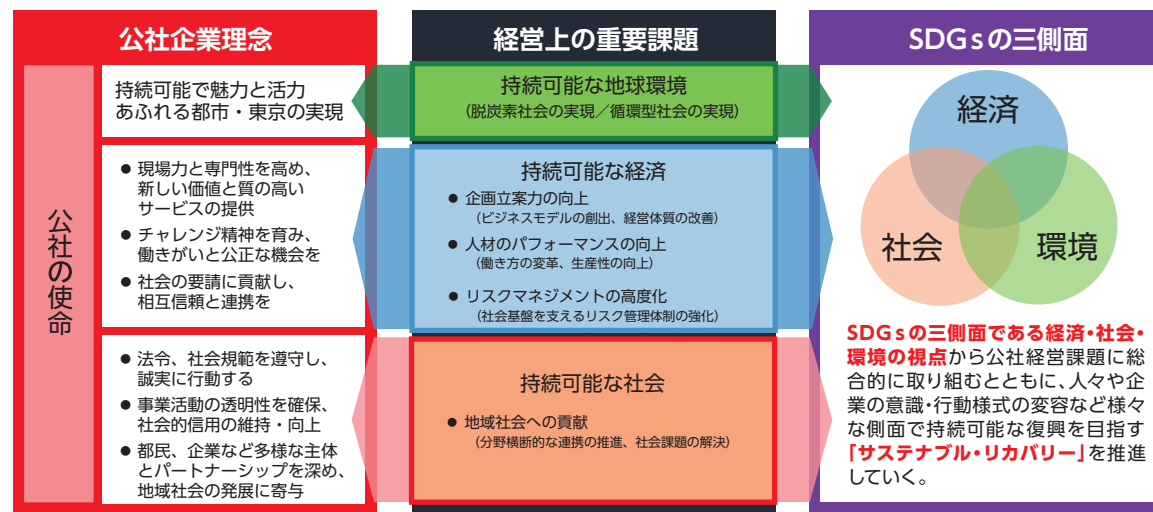 公社企業理念
公社の使命
持続可能で魅力と活力
あふれる都市・東京の実現
● 現場力と専門性を高め、
新しい価値と質の高い
サービスの提供
● チャレンジ精神を育み、
働きがいと公正な機会を
● 社会の要請に貢献し、
相互信頼と連携を
● 法令、社会規範を遵守し、
誠実に行動する
● 事業活動の透明性を確保、
社会的信用の維持・向上
● 都民、企業など多様な主体
とパートナーシップを深め、
地域社会の発展に寄与
経営上の重要課題
持続可能な地球環境
(脱炭素社会の実現／循環型社会の実現)
持続可能な経済
● 企画立案力の向上
(ビジネスモデルの創出、経営体質の改善)
● 人材のパフォーマンスの向上
(働き方の変革、生産性の向上)
● リスクマネジメントの高度化
(社会基盤を支えるリスク管理体制の強化)
持続可能な社会
● 地域社会への貢献
(分野横断的な連携の推進、社会課題の解決)
SDGsの三側面
経済
社会
環境
SDGsの三側面である経済・社会・
環境の視点から公社経営課題に総
合的に取り組むとともに、人々や企
業の意識・行動様式の変容など様々
な側面で持続可能な復興を目指す
「サステナブル・リカバリー」を推進
していく。